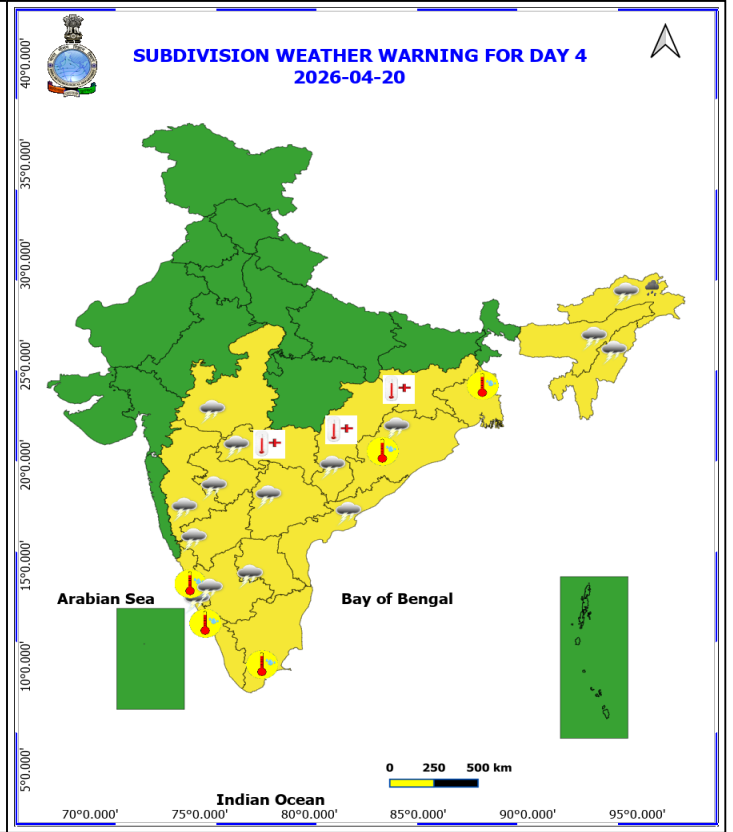 SUBDIVISION WEATHER WARNING FOR DAY 4
2026-04-20
40°0.000'
35°0.000'
30°0.000'
25°0.000'
20°0.000'
15°0.000'
10°0.000'
5°0.000'
Arabian Sea
Bay of Bengal
0 250 500 km
Indian Ocean
70°0.000' 75°0.000' 80°0.000' 85°0.000' 90°0.000' 95°0.000'